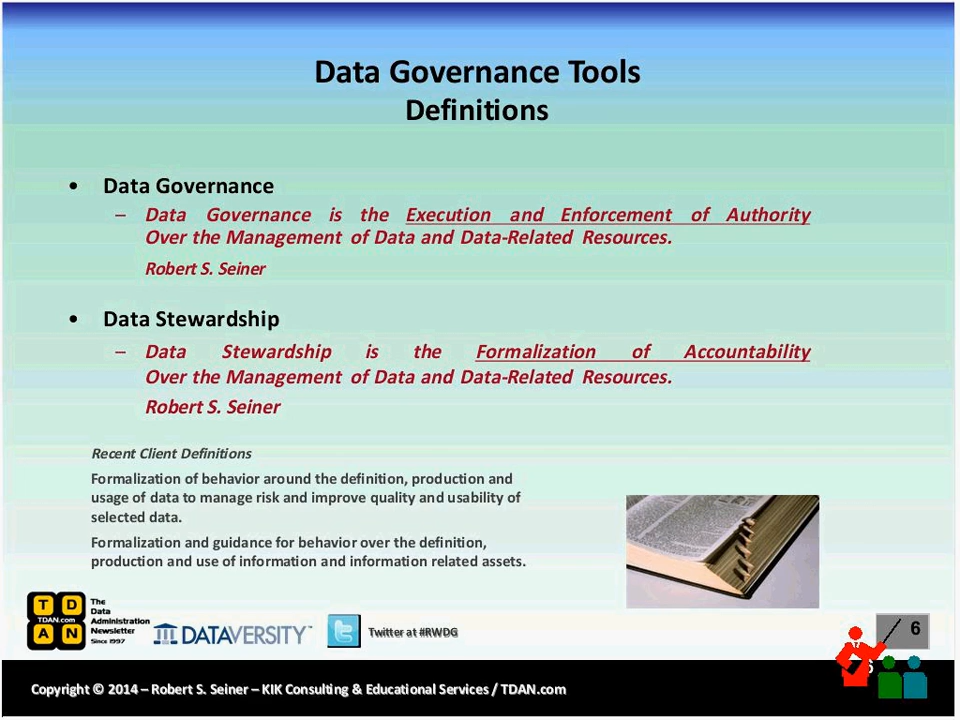 Data Governance Tools
Definitions
• Data Governance
– Data Governance is the Execution and Enforcement of Authority
Over the Management of Data and Data-Related Resources.
Robert S. Seiner
• Data Stewardship
– Data Stewardship is the Formalization of Accountability
Over the Management of Data and Data-Related Resources.
Robert S. Seiner
Recent Client Definitions
Formalization of behavior around the definition, production and
usage of data to manage risk and improve quality and usability of
selected data.
Formalization and guidance for behavior over the definition,
production and use of information and information related assets.
T D
TDAN.com
A N
The
Data
Administration
Newsletter
Since 1997
DATAVERSITY™
Twitter at #RWDG
6
6
Copyright © 2014 – Robert S. Seiner – KIK Consulting & Educational Services / TDAN.com